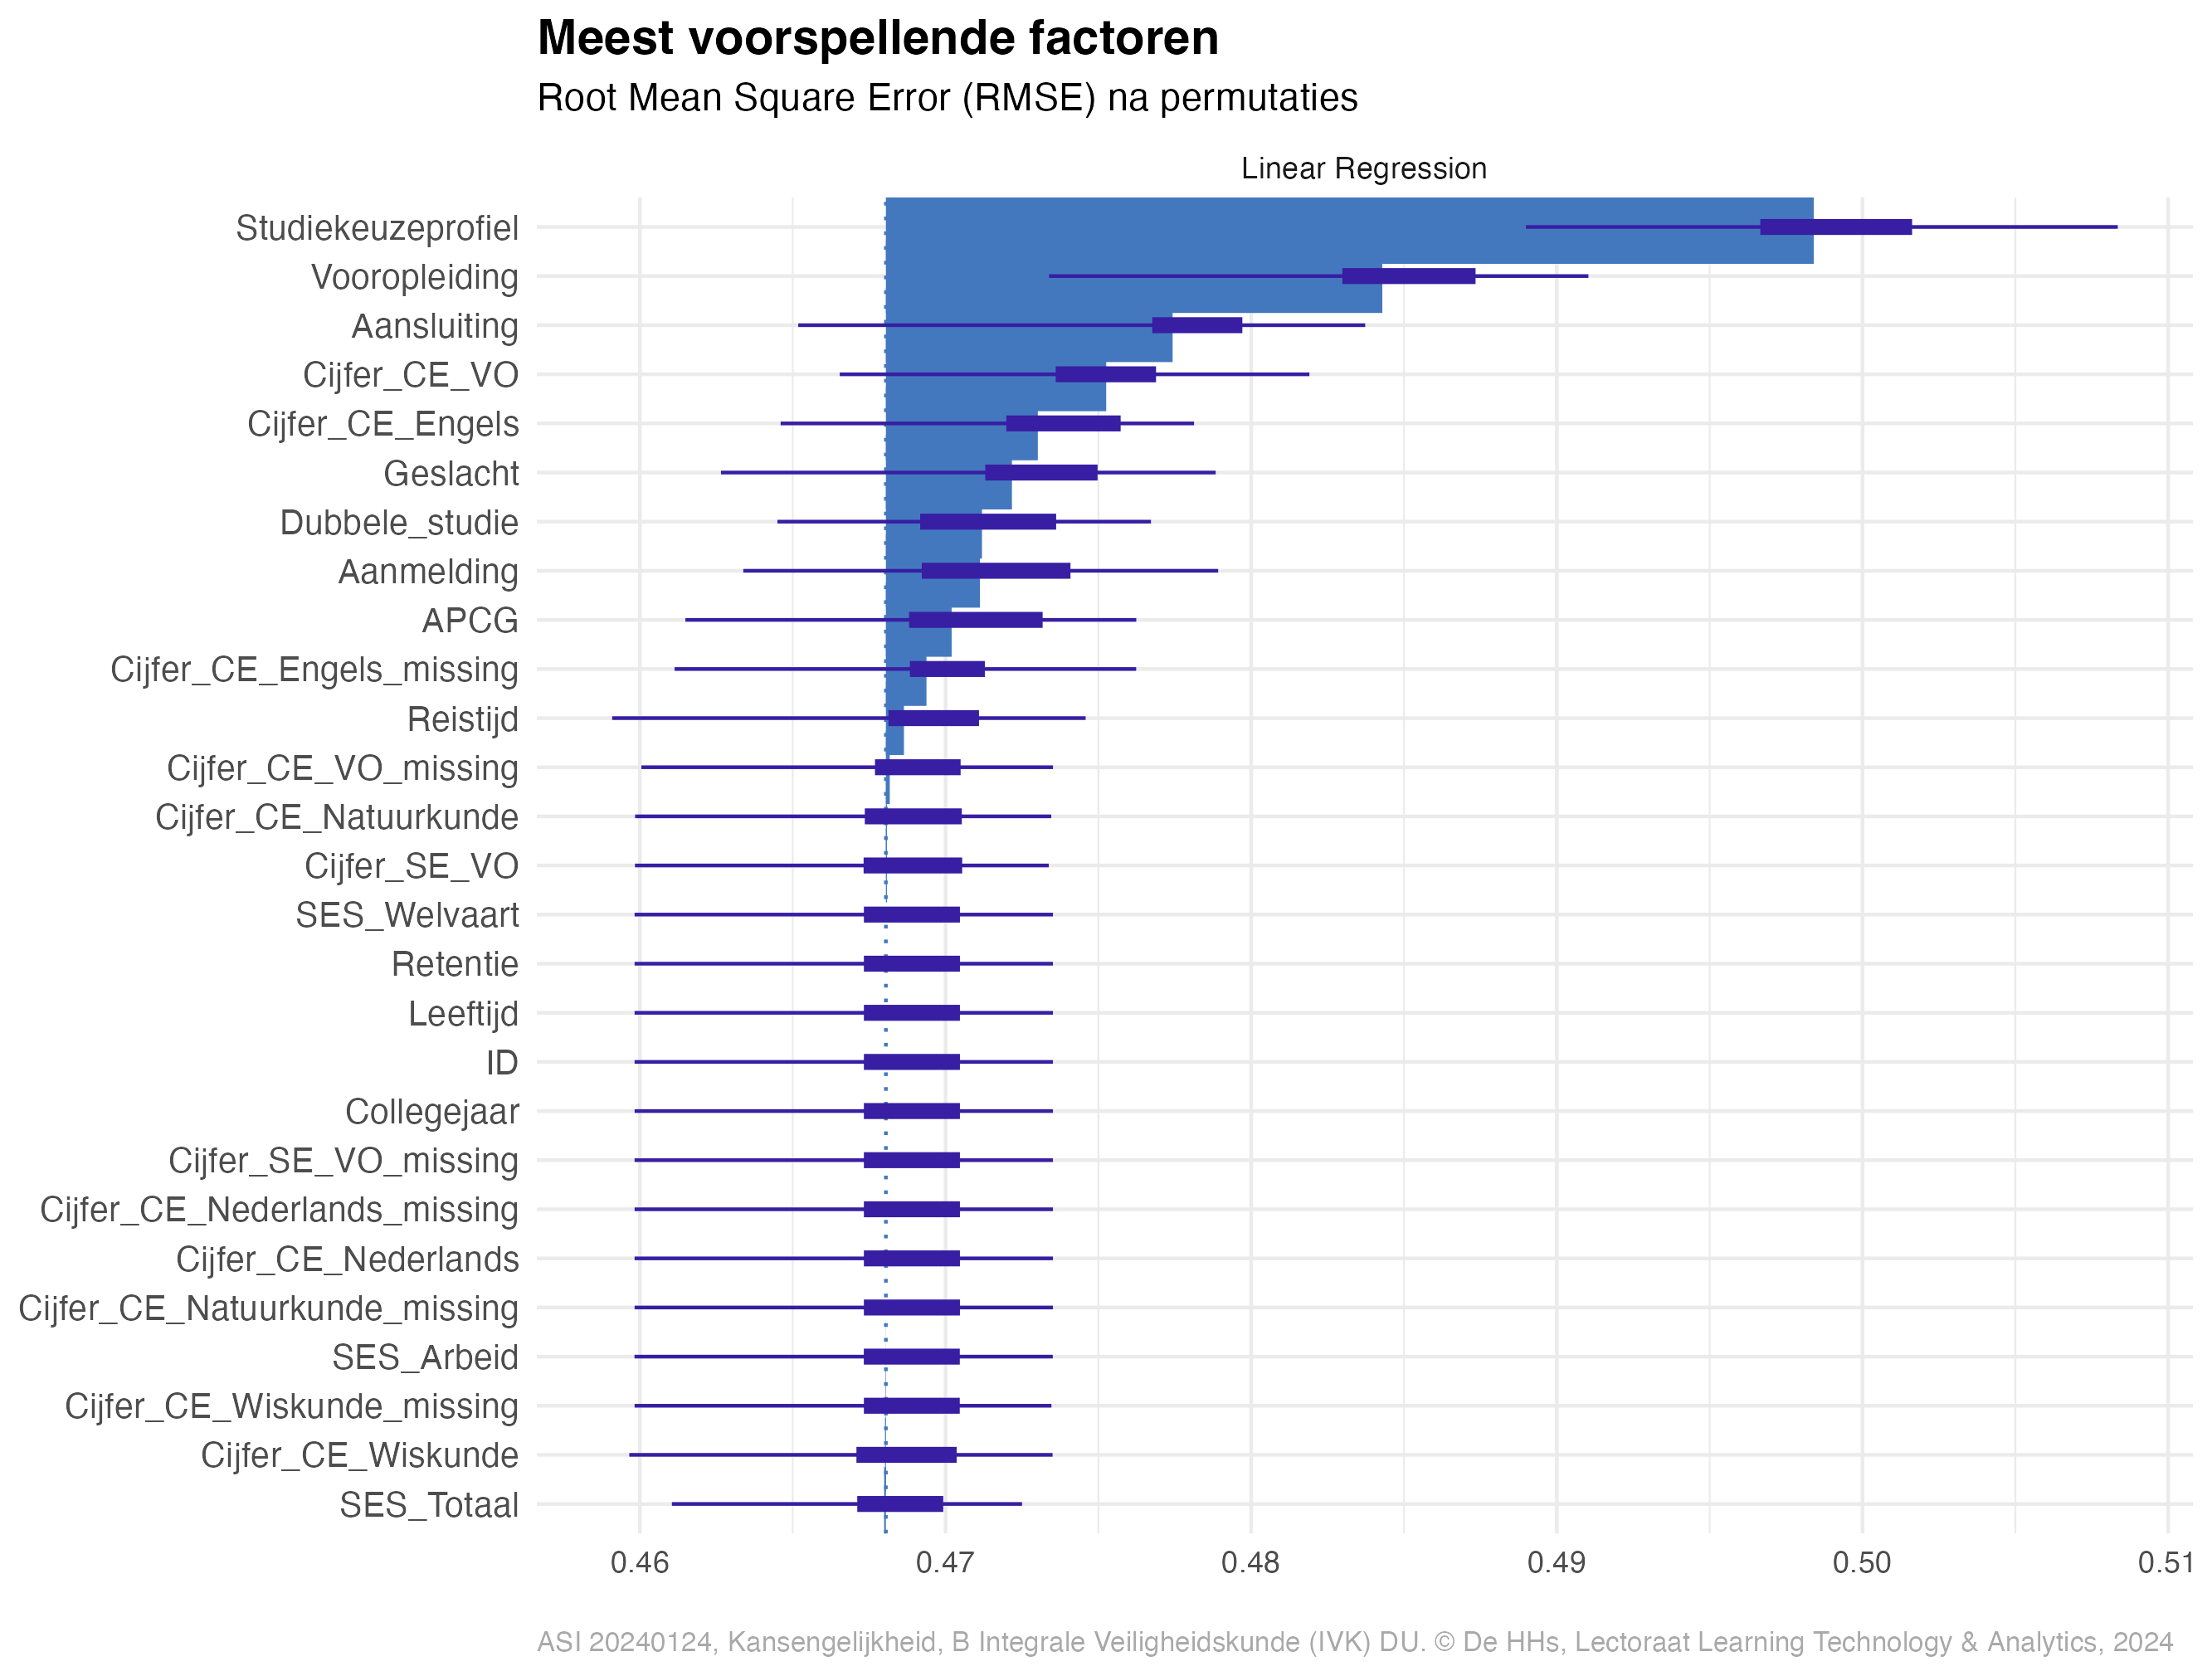 Meest voorspellende factoren
Root Mean Square Error (RMSE) na permutaties
Linear Regression
Studiekeuzeprofiel
Vooropleiding
Aansluiting
Cijfer_CE_VO
Cijfer_CE_Engels
Geslacht
Dubbele_studie
Aanmelding
APCG
Cijfer_CE_Engels_missing
Reistijd
Cijfer_CE_VO_missing
Cijfer_CE_Natuurkunde
Cijfer_SE_VO
SES_Welvaart
Retentie
Leeftijd
ID
Collegejaar
Cijfer_SE_VO_missing
Cijfer_CE_Nederlands_missing
Cijfer_CE_Nederlands
Cijfer_CE_Natuurkunde_missing
SES_Arbeid
Cijfer_CE_Wiskunde_missing
Cijfer_CE_Wiskunde
SES_Totaal
0.46 0.47 0.48 0.49 0.50 0.51
ASI 20240124, Kansengelijkheid, B Integrale Veiligheidskunde (IVK) DU. © De HHs, Lectoraat Learning Technology & Analytics, 2024